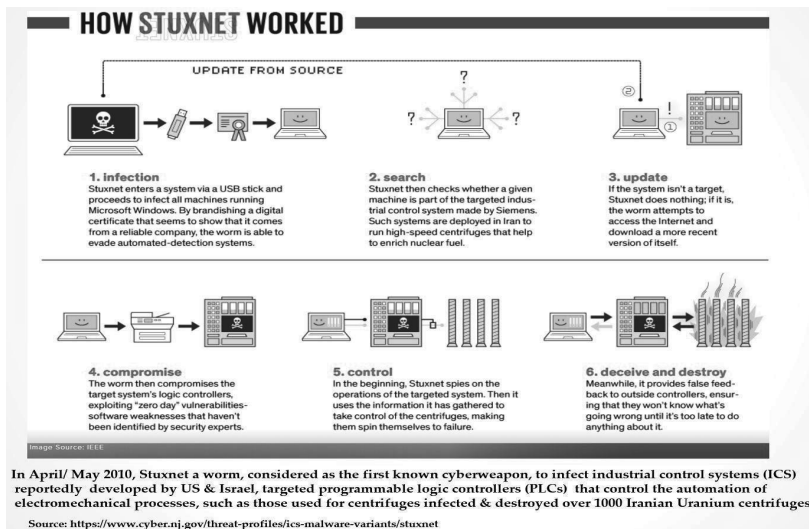 HOW STUXNET WORKED
UPDATE FROM SOURCE
?
?
?
!
2
1
1. infection
Stuxnet enters a system via a USB stick and
proceeds to infect all machines running
Microsoft Windows. By brandishing a digital
certificate that seems to show that it comes
from a reliable company, the worm is able to
evade automated-detection systems.
2. search
Stuxnet then checks whether a given
machine is part of the targeted indus-
trial control system made by Siemens.
Such systems are deployed in Iran to
run high-speed centrifuges that help
to enrich nuclear fuel.
3. update
If the system isn't a target,
Stuxnet does nothing; if it is,
the worm attempts to
access the Internet and
download a more recent
version of itself.
4. compromise
The worm then compromises the
target system's logic controllers,
exploiting "zero day" vulnerabilities-
software weaknesses that haven't
been identified by security experts.
5. control
In the beginning, Stuxnet spies on the
operations of the targeted system. Then it
uses the information it has gathered to
take control of the centrifuges, making
them spin themselves to failure.
6. deceive and destroy
Meanwhile, it provides false feed-
back to outside controllers, ensur-
ing that they won't know what's
going wrong until it's too late to do
anything about it.
Image Source: IEEE
In April/ May 2010, Stuxnet a worm, considered as the first known cyberweapon, to infect industrial control systems (ICS)
reportedly developed by US & Israel, targeted programmable logic controllers (PLCs) that control the automation of
electromechanical processes, such as those used for centrifuges infected & destroyed over 1000 Iranian Uranium centrifuges
Source: https://www.cyber.nj.gov/threat-profiles/ics-malware-variants/stuxnet